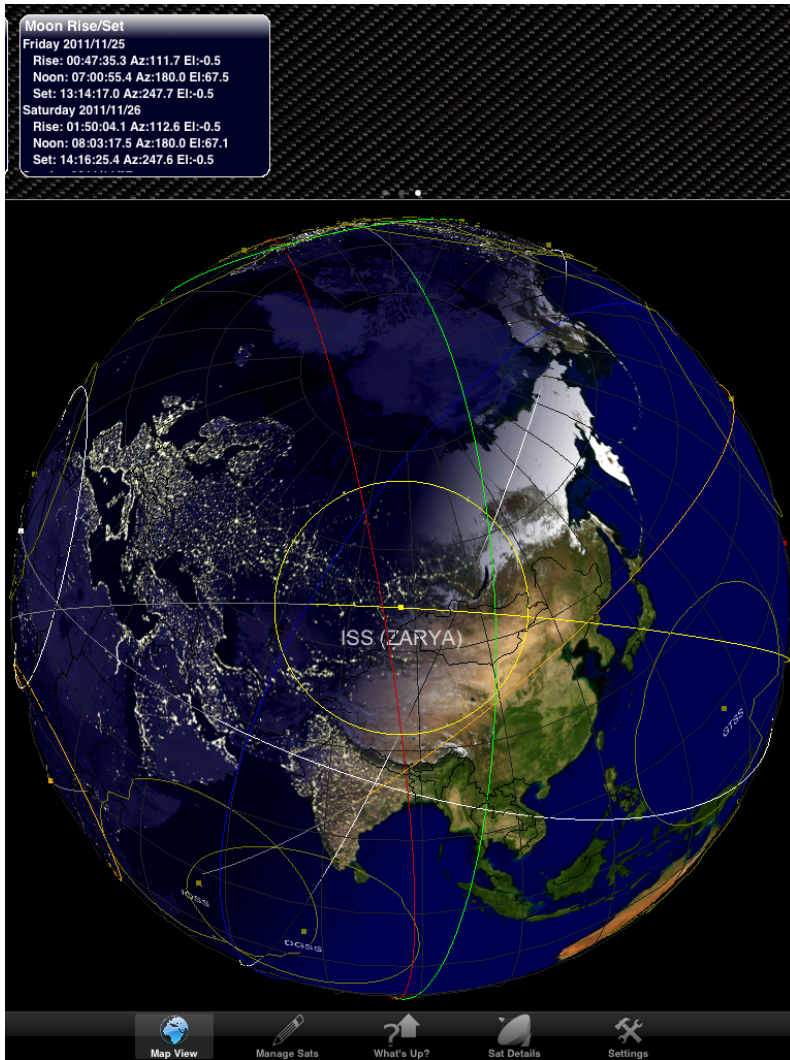 Moon Rise/Set
Friday 2011/11/25
Rise: 00:47:35.3 Az:111.7 El:-0.5
Noon: 07:00:55.4 Az:180.0 El:67.5
Set: 13:14:17.0 Az:247.7 El:-0.5
Saturday 2011/11/26
Rise: 01:50:04.1 Az:112.6 El:-0.5
Noon: 08:03:17.5 Az:180.0 El:67.1
Set: 14:16:25.4 Az:247.6 El:-0.5
ISS (ZARYA)
GTSS
IOSS
DGSS
Map View
Manage Sats
What's Up?
Sat Details
Settings